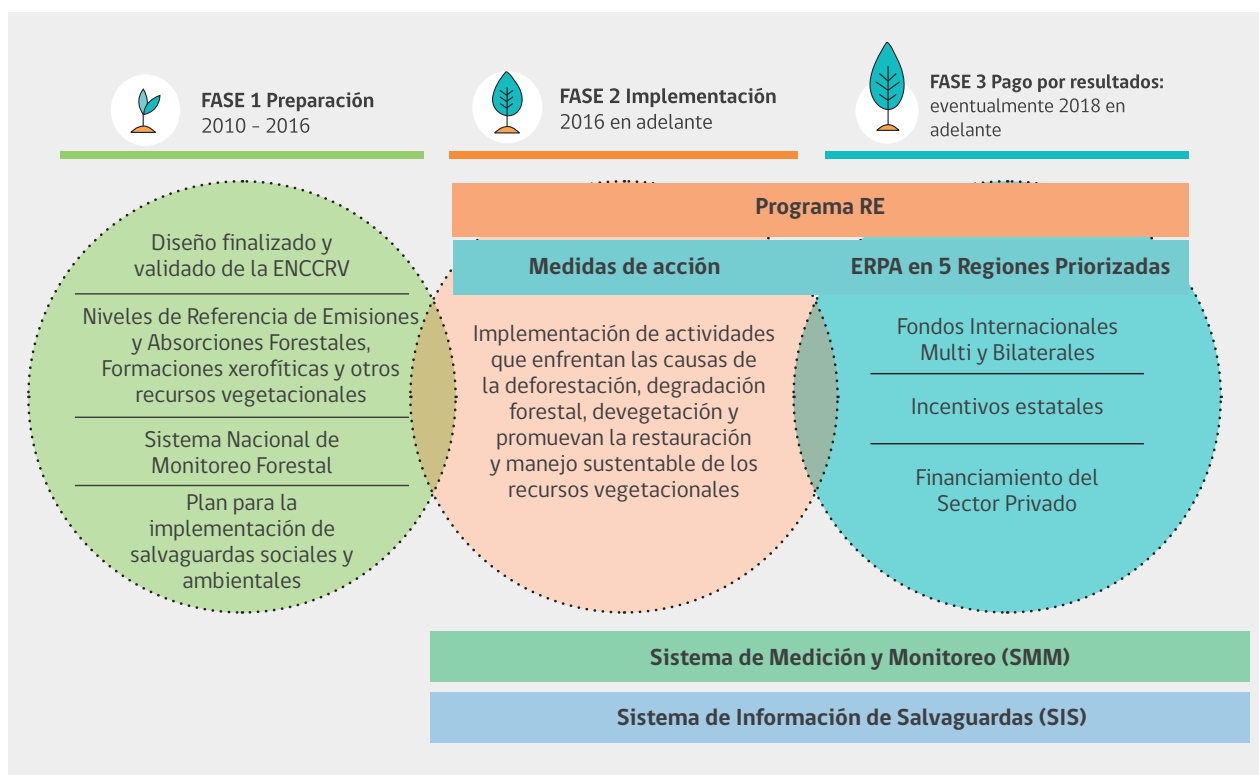 FASE 1 Preparación
2010 - 2016
FASE 2 Implementación
2016 en adelante
FASE 3 Pago por resultados:
eventualmente 2018 en
adelante
Diseño finalizado y
validado de la ENCCRV
Niveles de Referencia de Emisiones
y Absorciones Forestales,
Formaciones xerofíticas y otros
recursos vegetacionales
Sistema Nacional de
Monitoreo Forestal
Plan para la
implementación de
salvaguardas sociales y
ambientales
Programa RE
Medidas de acción
Implementación de actividades
que enfrentan las causas de
la deforestación, degradación
forestal, devegetación y
promuevan la restauración
y manejo sustentable de los
recursos vegetacionales
ERPA en 5 Regiones Priorizadas
Fondos Internacionales
Multi y Bilaterales
Incentivos estatales
Financiamiento del
Sector Privado
Sistema de Medición y Monitoreo (SMM)
Sistema de Información de Salvaguardas (SIS)